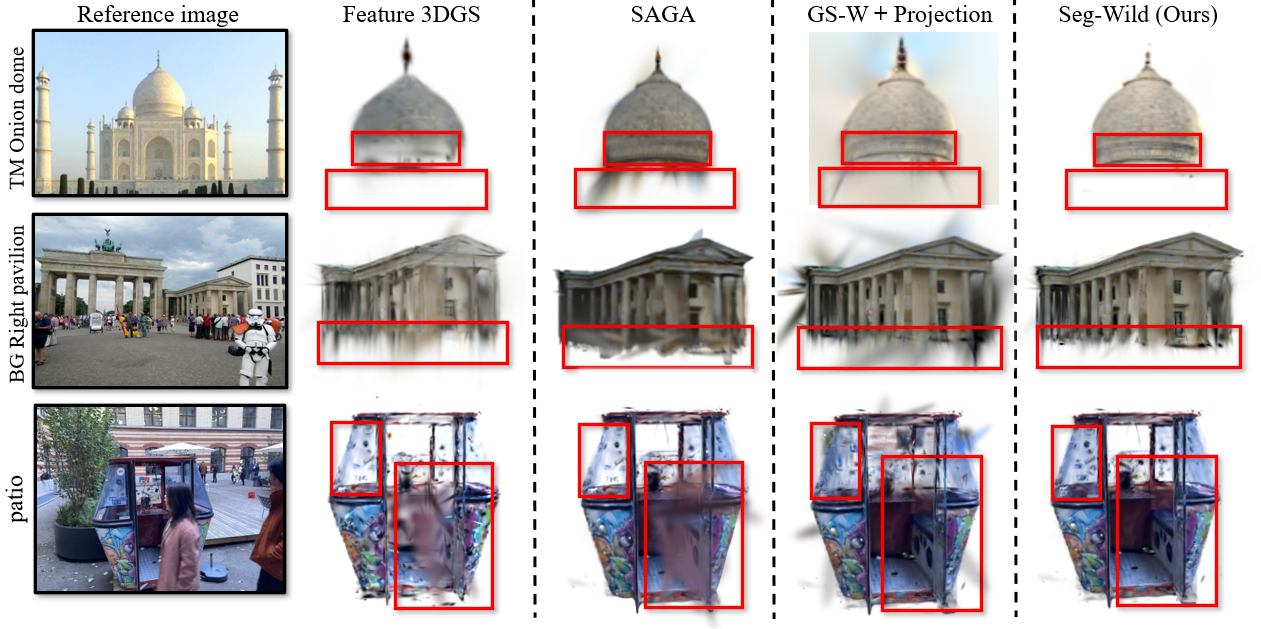 Reference image
Feature 3DGS
SAGA
GS-W + Projection
Seg-Wild (Ours)
TM Onion dome
BG Right pavilion
patio